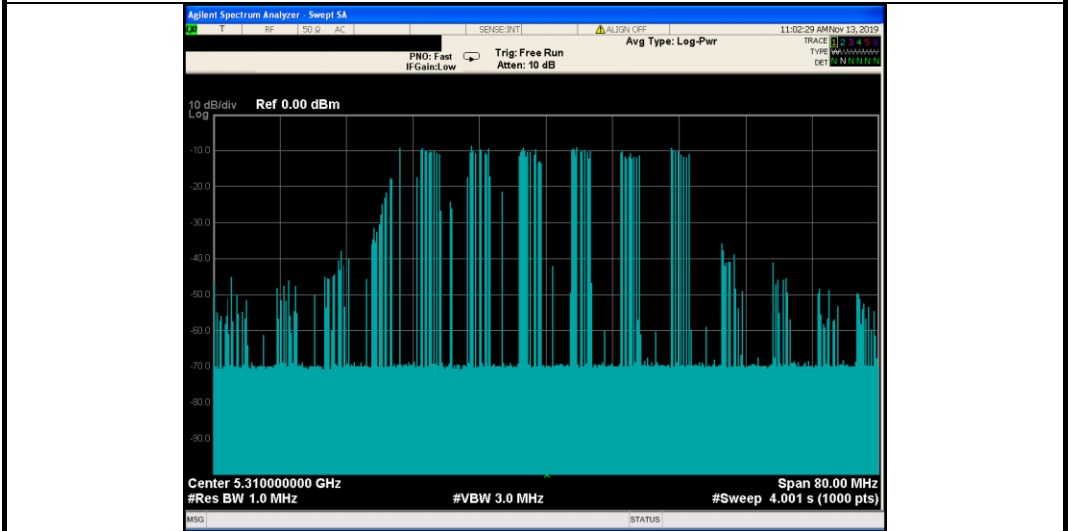 Agilent Spectrum Analyzer - Swept SA
T RF 50 Ω AC SENSE:INT ALIGN OFF 11:02:29 AM Nov 13, 2019
Avg Type: Log-Pwr
TRACE 1 2 3 4 5 6
TYPE
DET N N N N N N
PNO: Fast
IFGain:Low
Trig: Free Run
Atten: 10 dB
10 dB/div Ref 0.00 dBm
Log
-10.0
-20.0
-30.0
-40.0
-50.0
-60.0
-70.0
-80.0
-90.0
Center 5.310000000 GHz Span 80.00 MHz
#Res BW 1.0 MHz #VBW 3.0 MHz #Sweep 4.001 s (1000 pts)
MSG STATUS